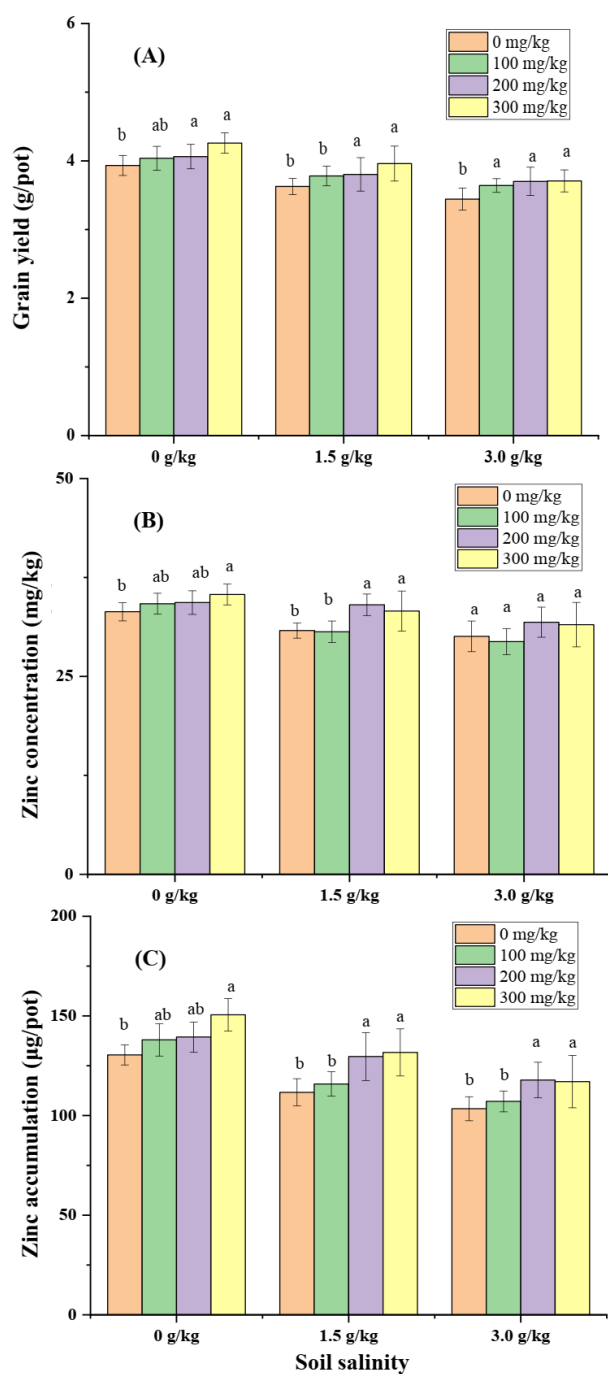 6
(A)
0 mg/kg
100 mg/kg
200 mg/kg
300 mg/kg
b ab a a
b b a a
b a a a
4
2
0
Grain yield (g/pot)
0 g/kg 1.5 g/kg 3.0 g/kg
50
(B)
0 mg/kg
100 mg/kg
200 mg/kg
300 mg/kg
b ab ab a
b b a a
a a a a
25
0
Zinc concentration (mg/kg)
0 g/kg 1.5 g/kg 3.0 g/kg
200
(C)
0 mg/kg
100 mg/kg
200 mg/kg
300 mg/kg
b ab ab a
b b a a
b b a a
150
100
50
0
Zinc accumulation (μg/pot)
0 g/kg 1.5 g/kg 3.0 g/kg
Soil salinity